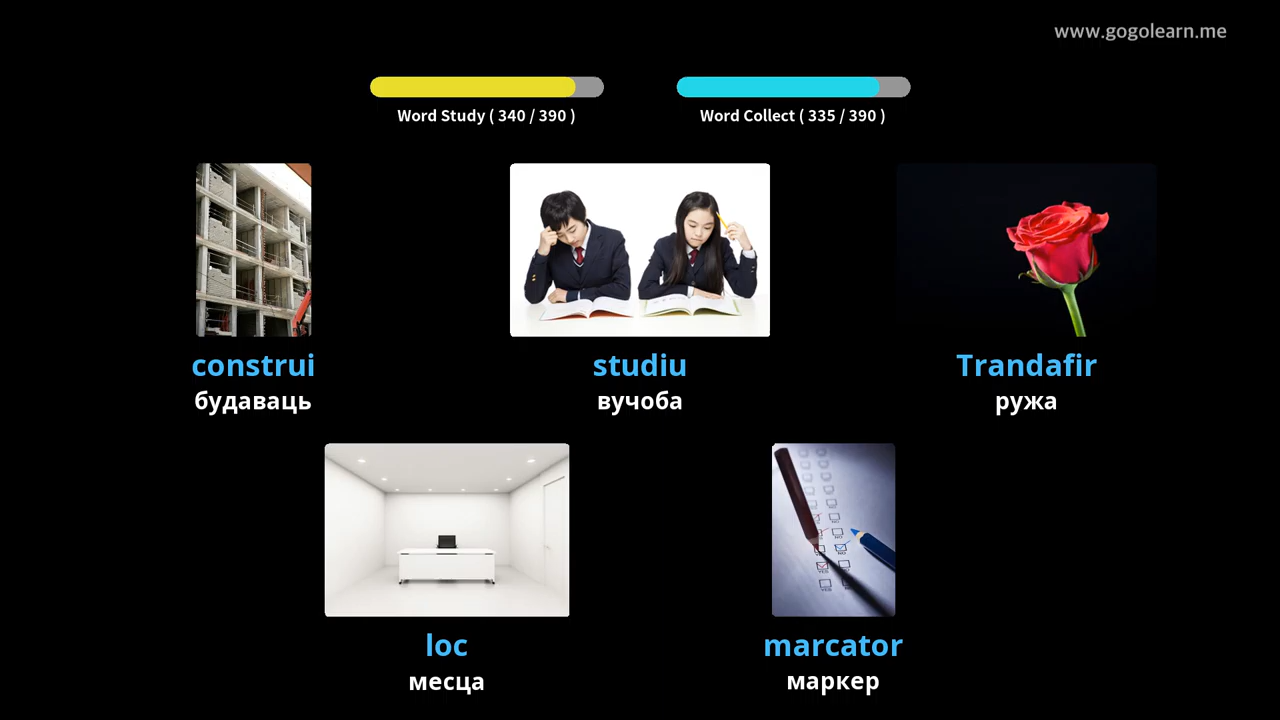 www.gogolearn.me
Word Study ( 340 / 390 )
Word Collect ( 335 / 390 )
construi
будаваць
studiu
вучоба
Trandafir
ружа
loc
месца
marcator
маркер